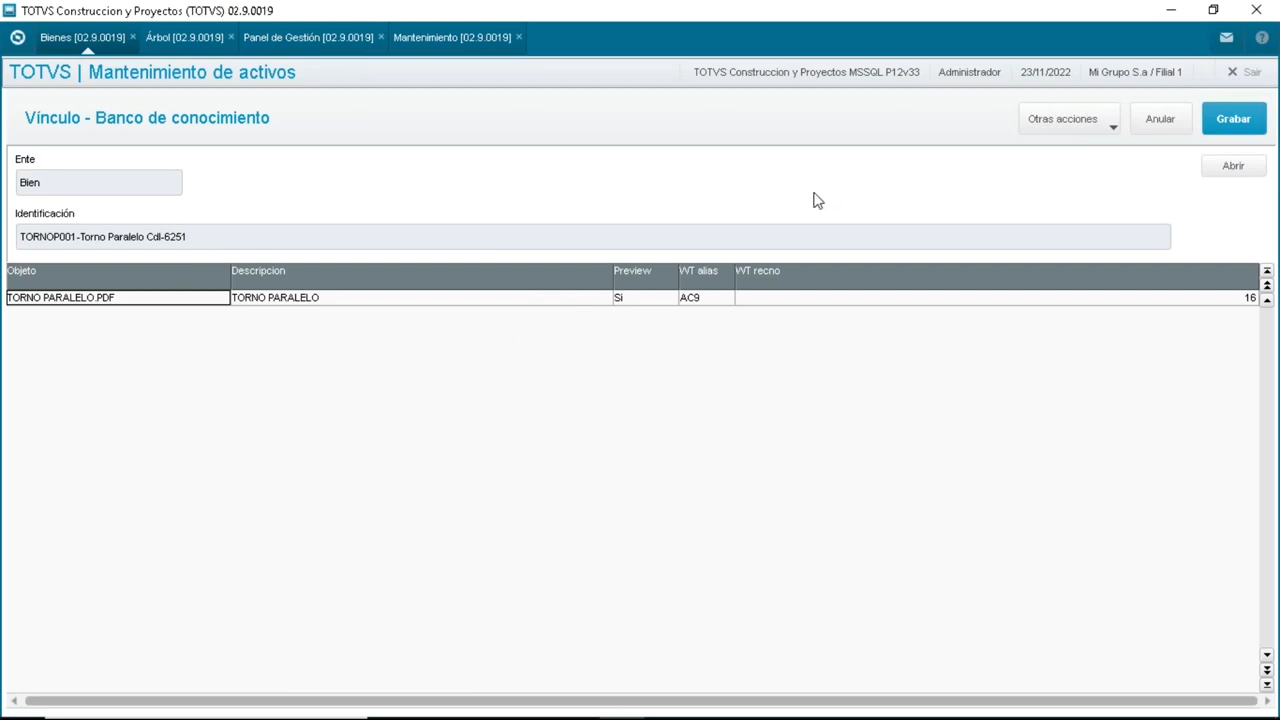 TOTVS Construccion y Proyectos (TOTVS) 02.9.0019
Bienes [02.9.0019] Árbol [02.9.0019] Panel de Gestión [02.9.0019] Mantenimiento [02.9.0019]
TOTVS | Mantenimiento de activos TOTVS Construccion y Proyectos MSSQL P12v33 Administrador 23/11/2022 Mi Grupo S.a / Filial 1 Sair
Vínculo - Banco de conocimiento Otras acciones Anular Grabar
Ente
Abrir
Bien
Identificación
TORNOP001-Torno Paralelo Cdl-6251
Objeto Descripcion Preview WT alias WT recno
TORNO PARALELO.PDF TORNO PARALELO Si AC9 16